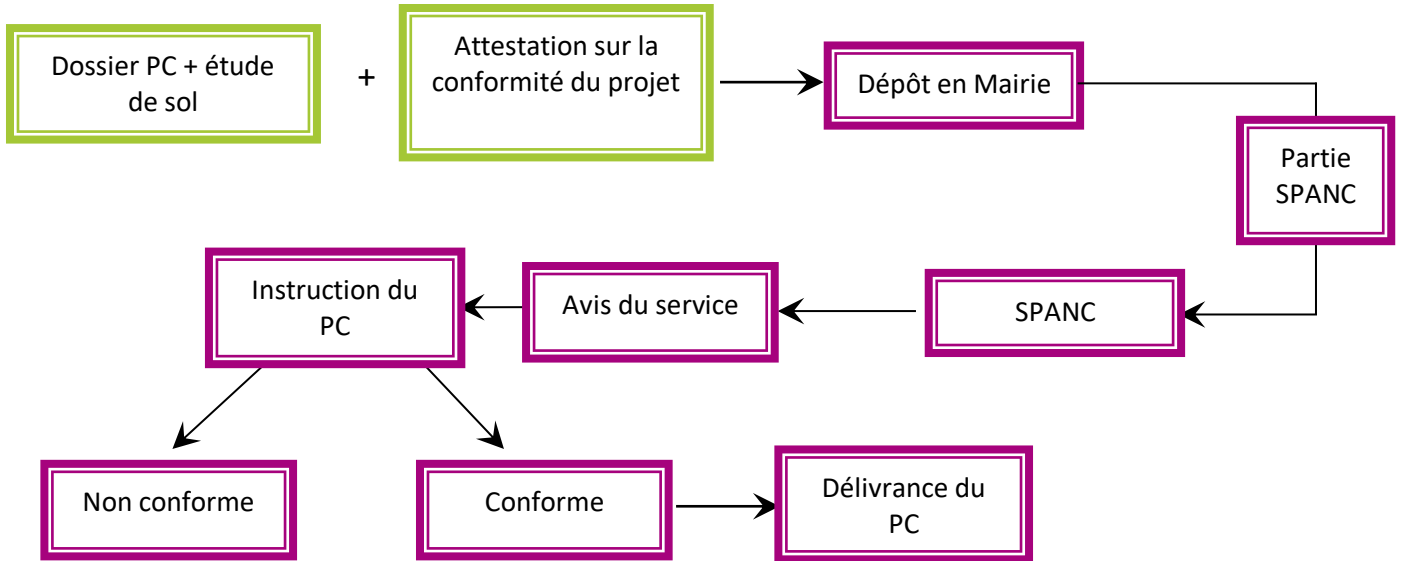 Dossier PC + étude
de sol
+
Attestation sur la
conformité du projet
Dépôt en Mairie
Partie
SPANC
SPANC
Avis du service
Instruction du
PC
Non conforme
Conforme
Délivrance du
PC